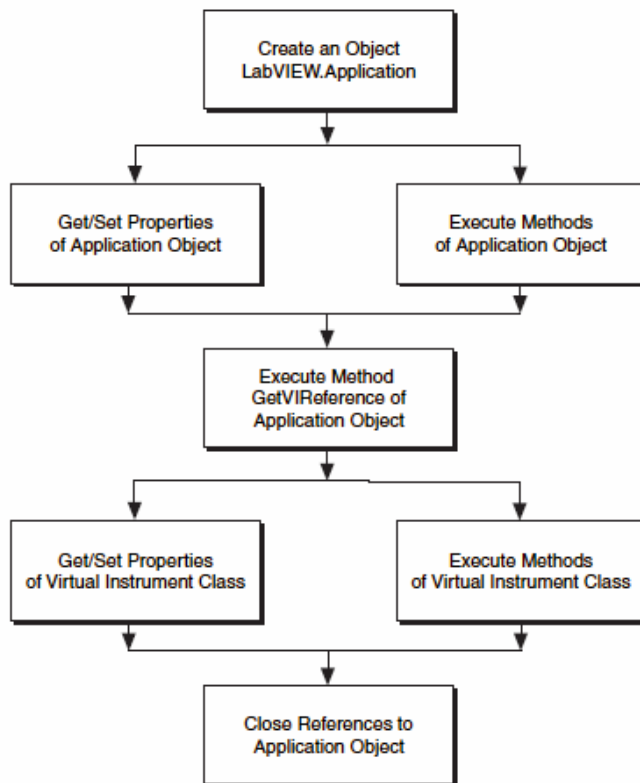 Create an Object
LabVIEW.Application
Get/Set Properties
of Application Object
Execute Methods
of Application Object
Execute Method
GetVIReference of
Application Object
Get/Set Properties
of Virtual Instrument Class
Execute Methods
of Virtual Instrument Class
Close References to
Application Object